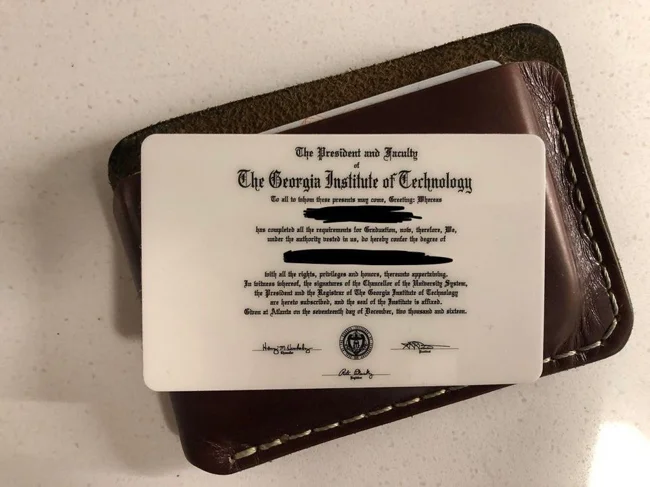 The President and Faculty
of
The Georgia Institute of Technology
To all to whom these presents may come, Greeting: Whereas
has completed all the requirements for Graduation, now, therefore, We,
under the authority vested in us, do hereby confer the degree of
with all the rights, privileges and honors, thereunto appertaining.
In witness whereof, the signatures of the Chancellor of the University System,
the President and the Registrar of The Georgia Institute of Technology
are hereto subscribed, and the seal of the Institute is affixed.
Given at Atlanta on the seventeenth day of December, two thousand and sixteen.
Chancellor
President
Registrar